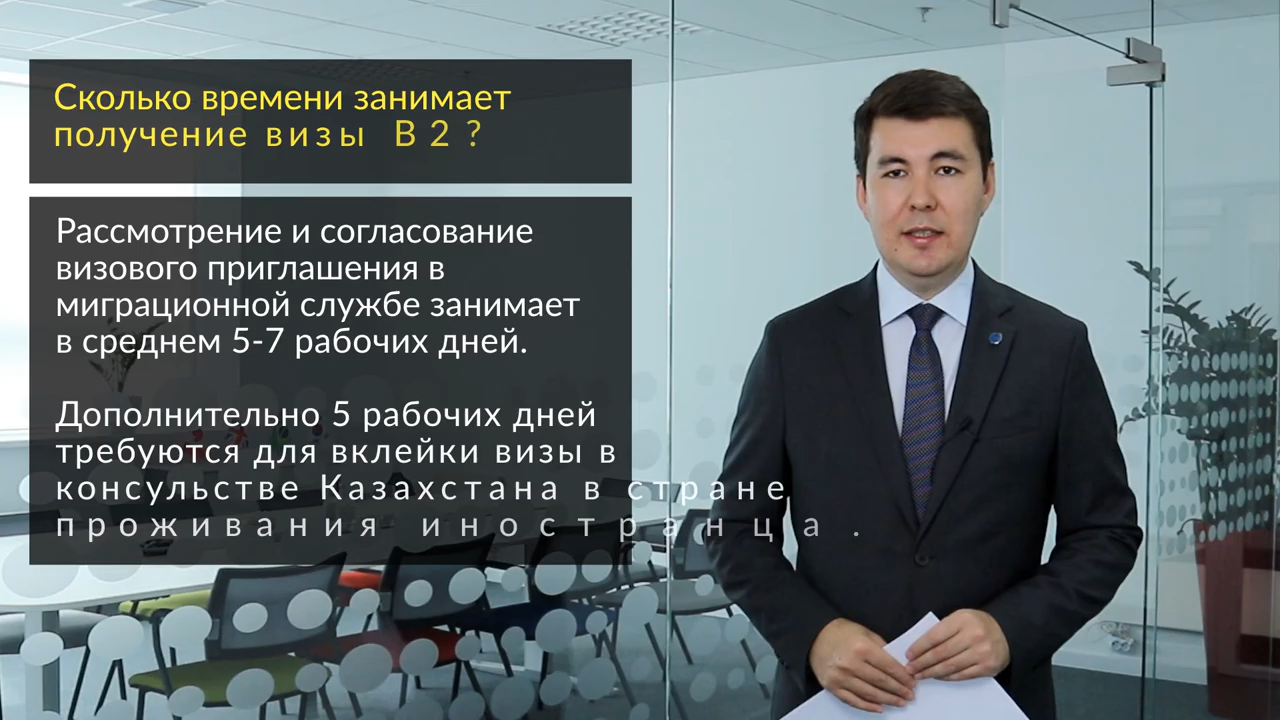 Сколько времени занимает
получение визы В2?
Рассмотрение и согласование
визового приглашения в
миграционной службе занимает
в среднем 5-7 рабочих дней.
Дополнительно 5 рабочих дней
требуются для вклейки визы в
консульстве Казахстана в стране
проживания иностранца.